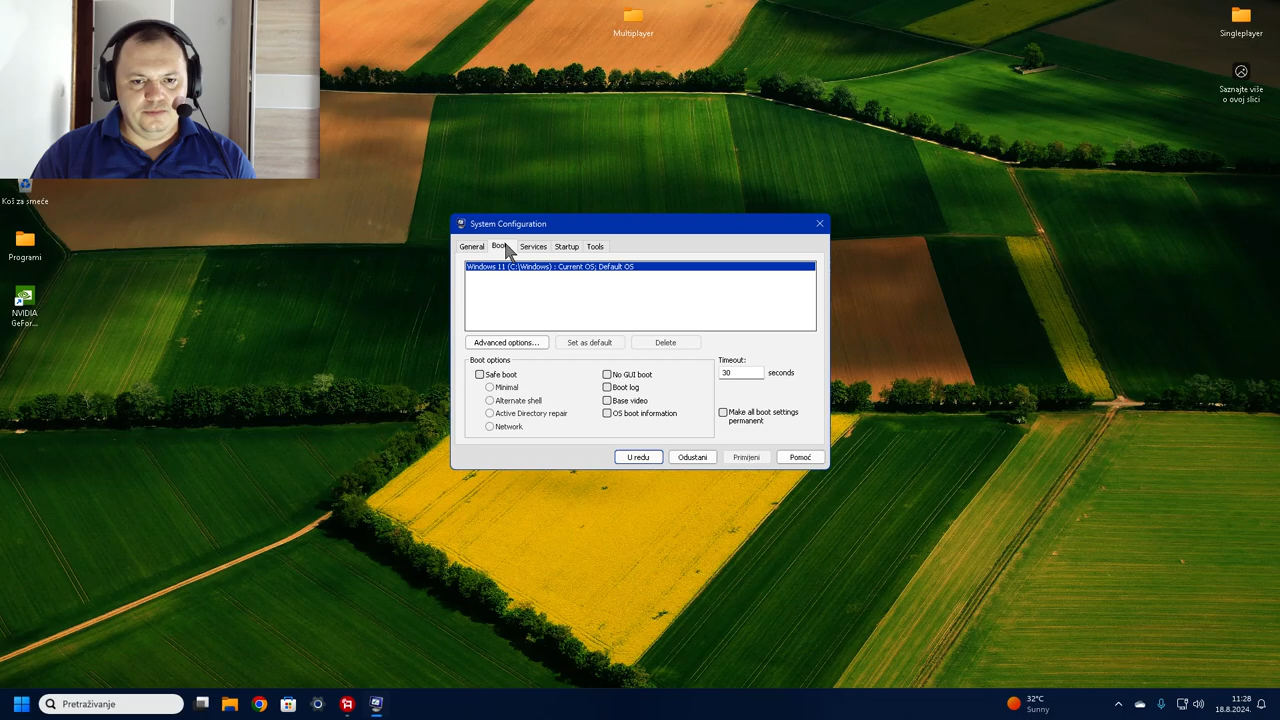 Multiplayer
Singleplayer
Saznajte više
o ovoj slici
Koš za smeće
Programi
NVIDIA
GeFor...
System Configuration
General
Boot
Services
Startup
Tools
Windows 11 (C:\Windows) : Current OS; Default OS
Advanced options...
Set as default
Delete
Boot options
Safe boot
Minimal
Alternate shell
Active Directory repair
Network
No GUI boot
Boot log
Base video
OS boot information
Timeout:
30 seconds
Make all boot settings
permanent
U redu
Odustani
Primijeni
Pomoć
Pretraživanje
32°C
Sunny
11:28
18.8.2024.